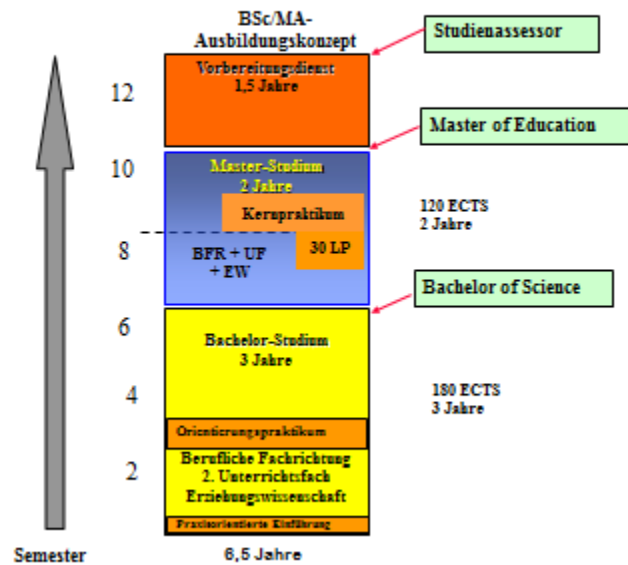 BSc/MA-
Ausbildungskonzept
Studienassessor
Vorbereitungsdienst
1,5 Jahre
12
Master of Education
10
Master-Studium
2 Jahre
Kernpraktikum
120 ECTS
2 Jahre
8
BFR + UF
+ EW
30 LP
Bachelor of Science
6
Bachelor-Studium
3 Jahre
4
180 ECTS
3 Jahre
Orientierungspraktikum
Berufliche Fachrichtung
2. Unterrichtsfach
Erziehungswissenschaft
2
Praxisorientierte Einführung
Semester
6,5 Jahre